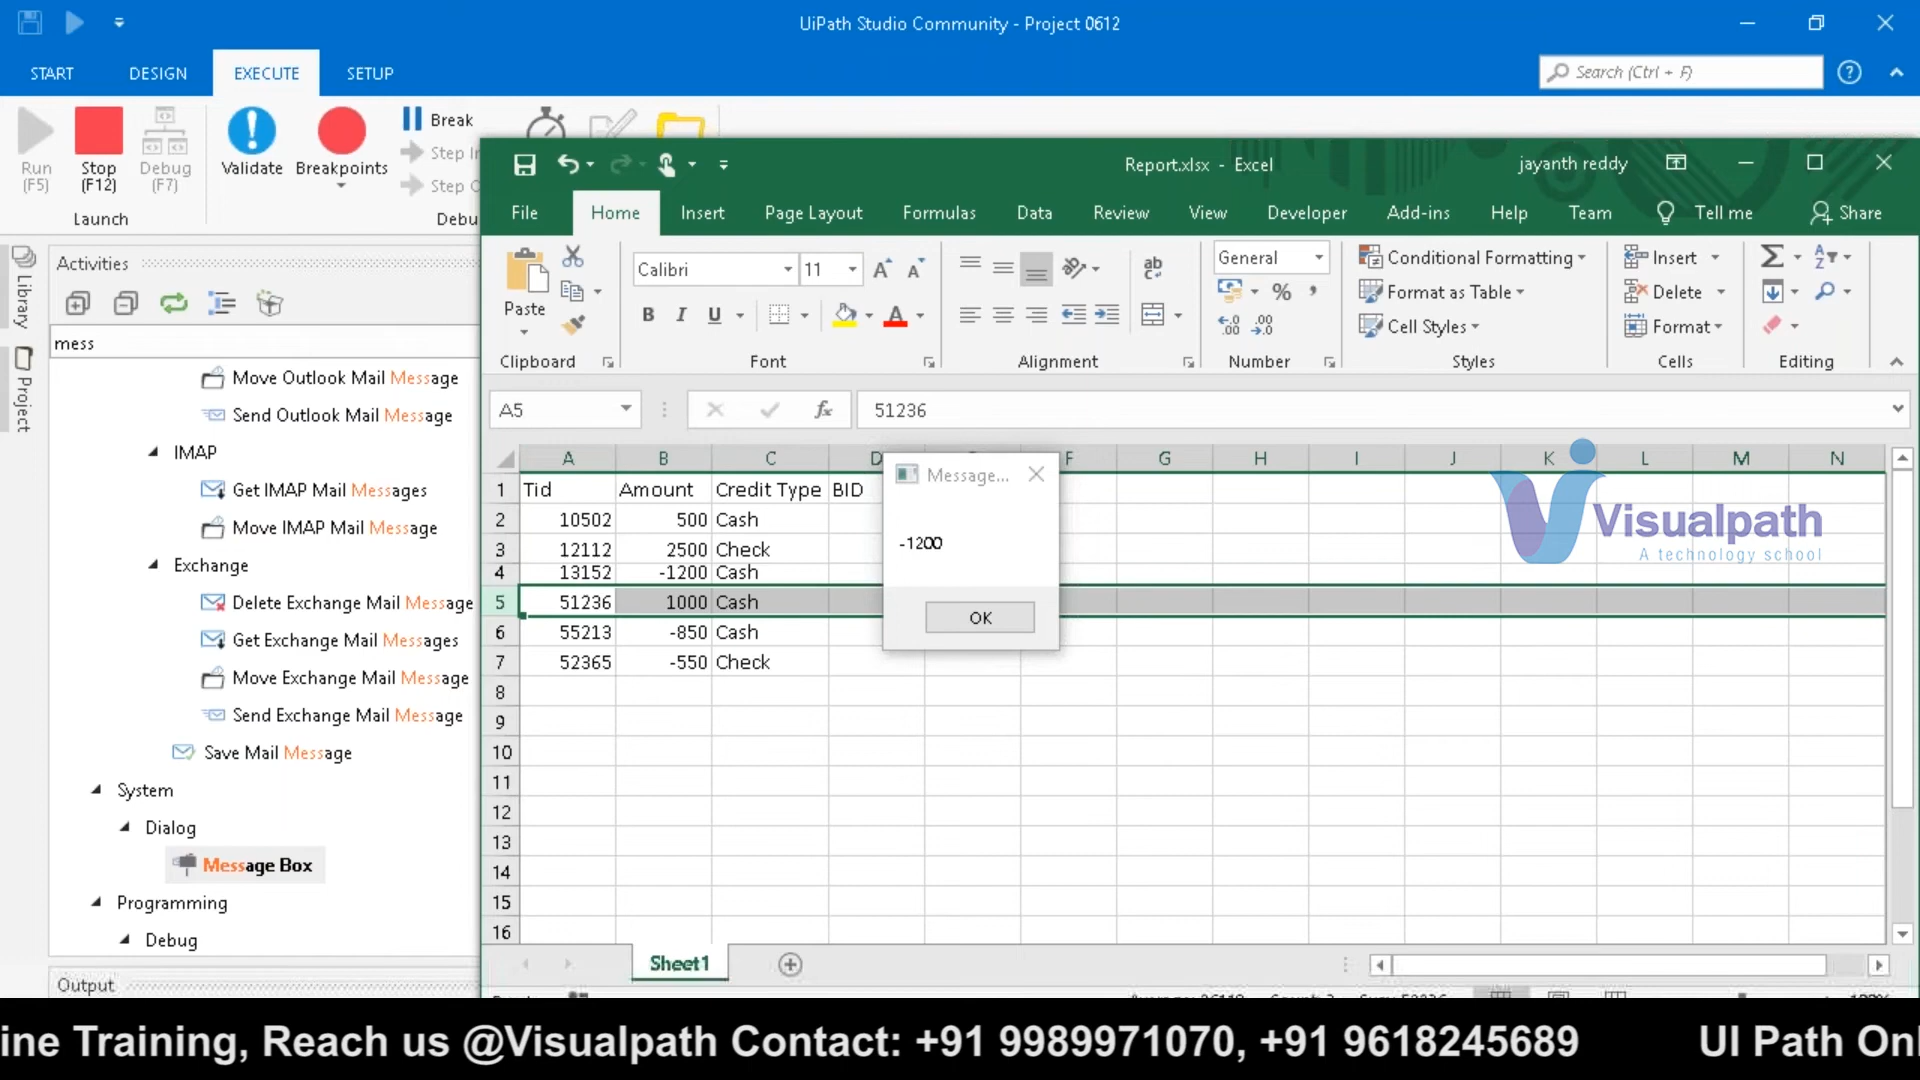 UiPath Studio Community - Project 0612
START DESIGN EXECUTE SETUP
Search (Ctrl + F)
Run (F5)
Stop (F12)
Debug (F7)
Validate
Breakpoints
Break
Step In
Step O
Launch
Debu
Library
Project
Activities
mess
Move Outlook Mail Message
Send Outlook Mail Message
IMAP
Get IMAP Mail Messages
Move IMAP Mail Message
Exchange
Delete Exchange Mail Message
Get Exchange Mail Messages
Move Exchange Mail Message
Send Exchange Mail Message
Save Mail Message
System
Dialog
Message Box
Programming
Debug
Output
Report.xlsx - Excel
jayanth reddy
File Home Insert Page Layout Formulas Data Review View Developer Add-ins Help Team Tell me Share
Paste
Calibri 11
B I U
General
Conditional Formatting
Format as Table
Cell Styles
Insert
Delete
Format
Clipboard Font Alignment Number Styles Cells Editing
A5 fx 51236
A B C D F G H I J K L M N
1 Tid Amount Credit Type BID
2 10502 500 Cash
3 12112 2500 Check
4 13152 -1200 Cash
5 51236 1000 Cash
6 55213 -850 Cash
7 52365 -550 Check
8
9
10
11
12
13
14
15
16
Message...
-1200
OK
Visualpath
A technology school
Sheet1
ine Training, Reach us @Visualpath Contact: +91 9989971070, +91 9618245689 UI Path Onl